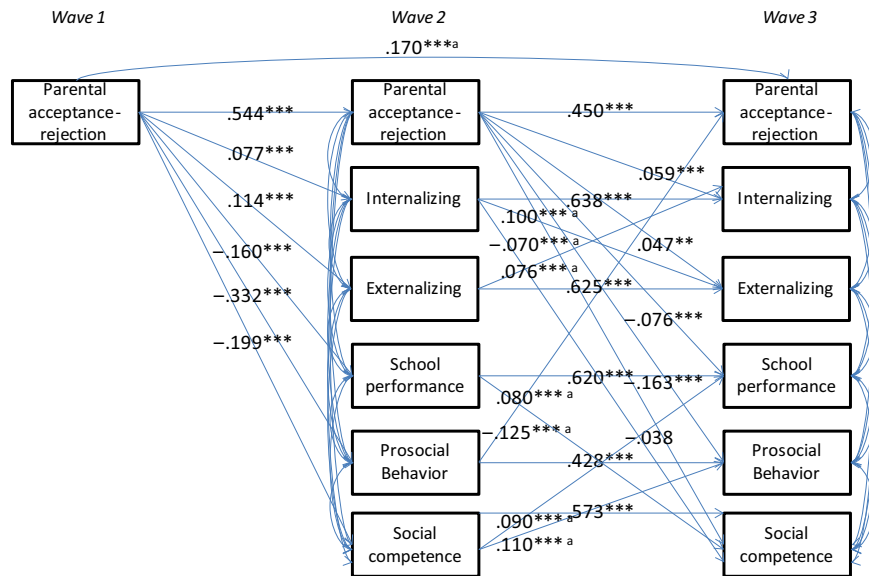 Wave 1
Wave 2
Wave 3
.170***a
Parental
acceptance-
rejection
Parental
acceptance-
rejection
Parental
acceptance-
rejection
.544***
.450***
.077***
.059***
Internalizing
Internalizing
.114***
.638***
.100*** a
−.070*** a
.047**
−.160***
.076*** a
Externalizing
Externalizing
.625***
−.332***
−.076***
−.199***
School
performance
School
performance
.620***
−.163***
.080*** a
−.125*** a
−.038
Prosocial
Behavior
Prosocial
Behavior
.428***
.573***
.090*** a
Social
competence
Social
competence
.110*** a